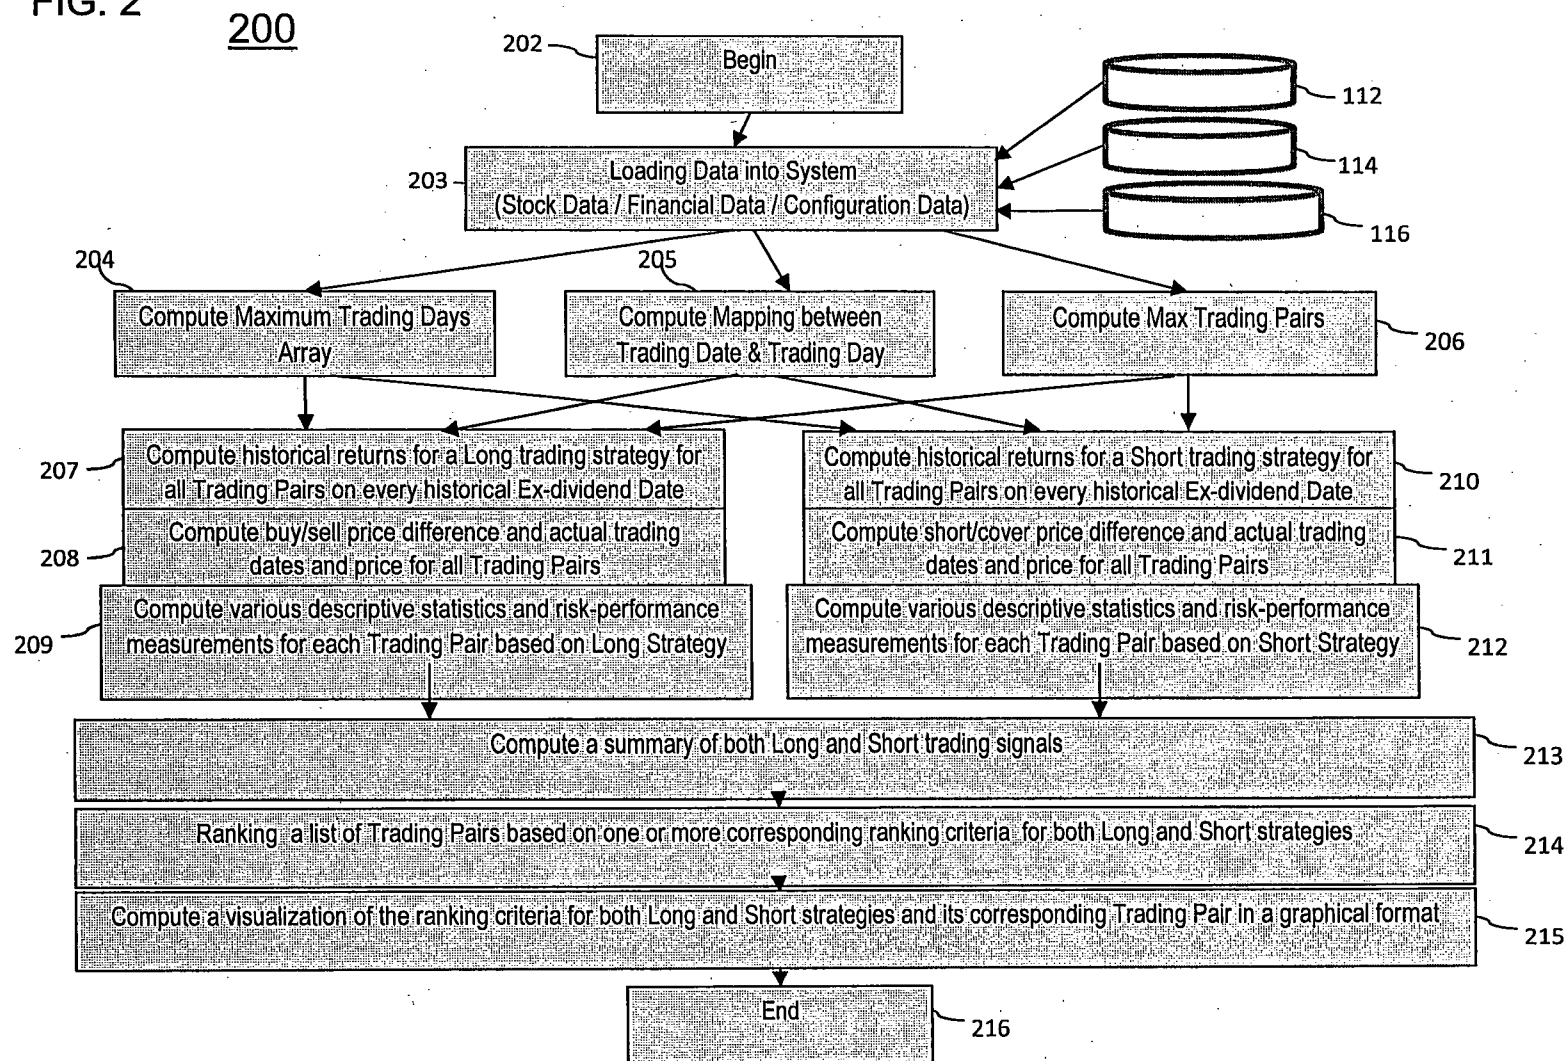 FIG. 2
200
202
Begin
112
114
116
203
Loading Data into System
(Stock Data / Financial Data / Configuration Data)
204
Compute Maximum Trading Days
Array
205
Compute Mapping between
Trading Date & Trading Day
Compute Max Trading Pairs
206
207
Compute historical returns for a Long trading strategy for
all Trading Pairs on every historical Ex-dividend Date
208
Compute buy/sell price difference and actual trading
dates and price for all Trading Pairs
209
Compute various descriptive statistics and risk-performance
measurements for each Trading Pair based on Long Strategy
Compute historical returns for a Short trading strategy for
all Trading Pairs on every historical Ex-dividend Date
210
Compute short/cover price difference and actual trading
dates and price for all Trading Pairs
211
Compute various descriptive statistics and risk-performance
measurements for each Trading Pair based on Short Strategy
212
Compute a summary of both Long and Short trading signals
213
Ranking a list of Trading Pairs based on one or more corresponding ranking criteria for both Long and Short strategies
214
Compute a visualization of the ranking criteria for both Long and Short strategies and its corresponding Trading Pair in a graphical format
215
End
216